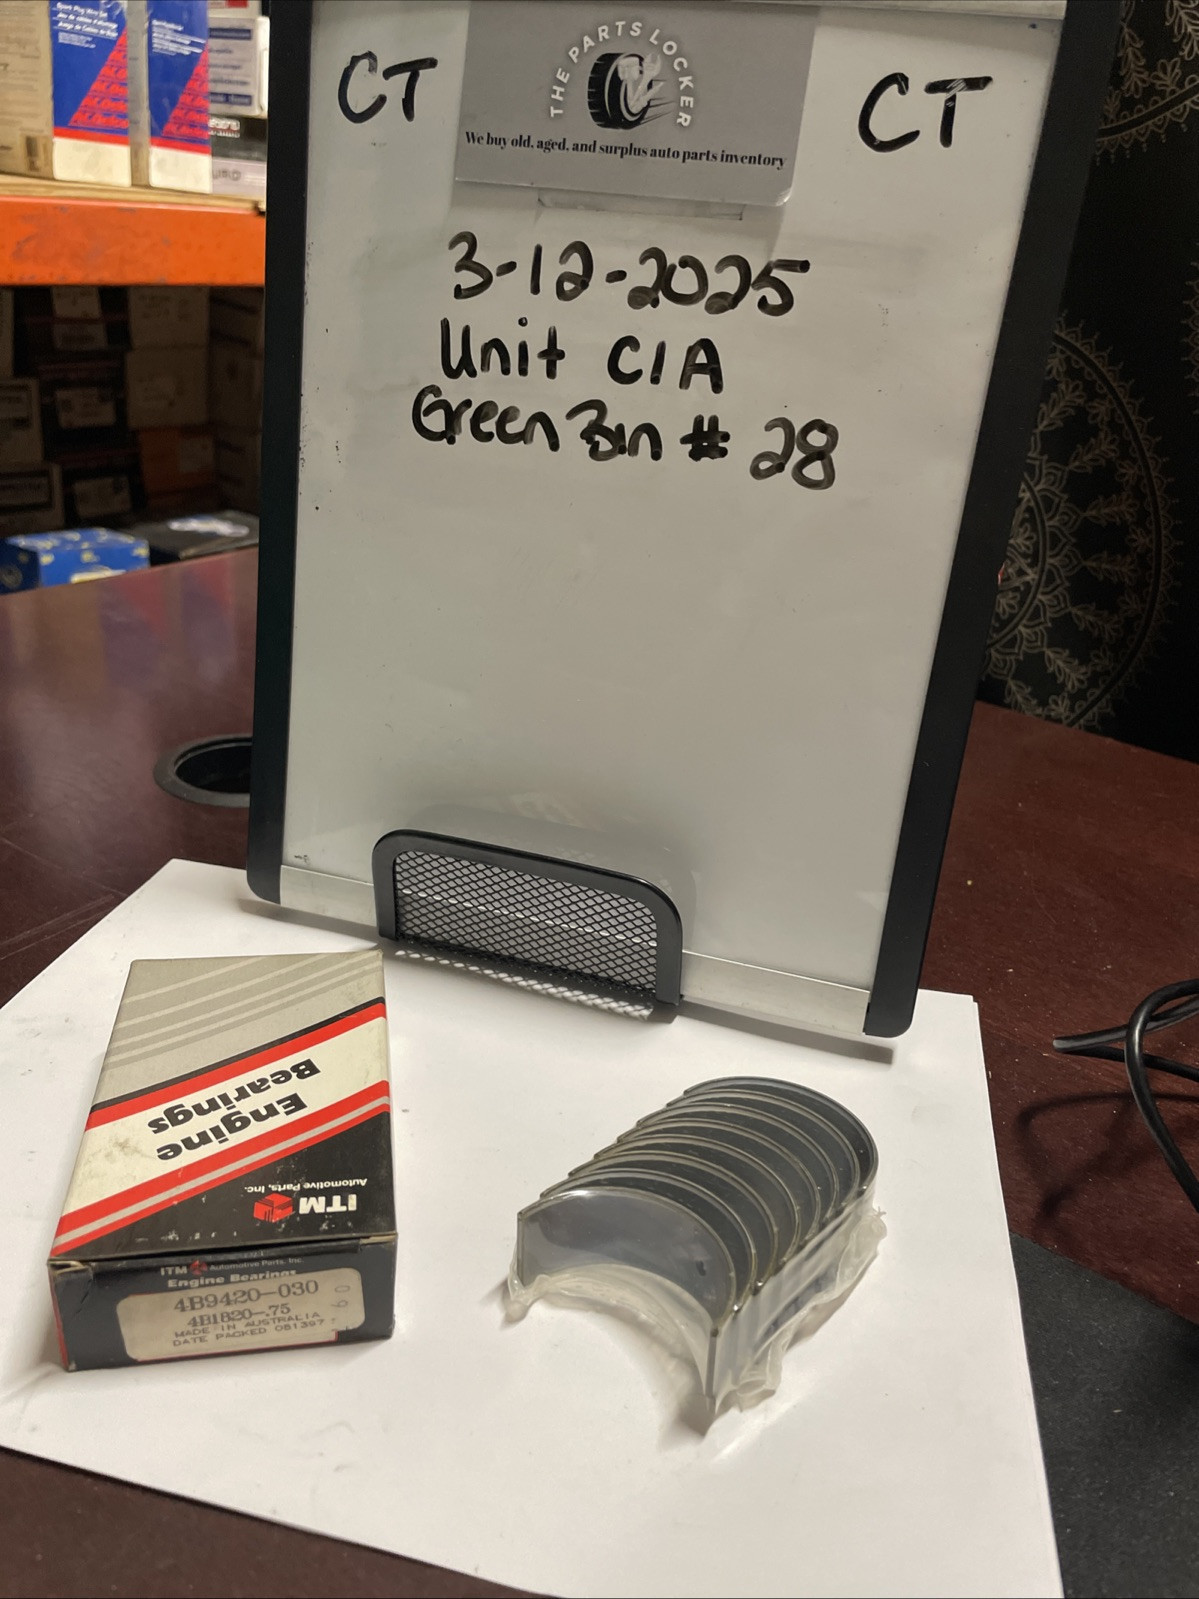 CT
CT
THE PARTS LOCKER
We buy old, aged, and surplus auto parts inventory
3-12-2025
Unit C1A
Green Bin # 28
Engine
Bearings
ITM
Automotive Parts, Inc.
ITM Automotive Parts, Inc.
Engine Bearings
4B9420-030
4B1820-.75
MADE IN AUSTRALIA
DATE PACKED 081397